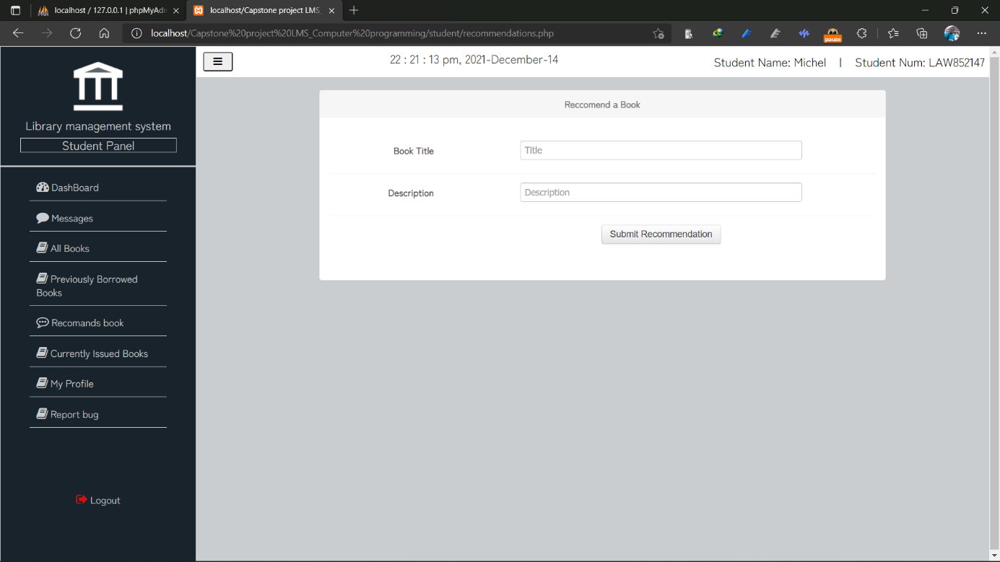 localhost / 127.0.0.1 | phpMyAdm
localhost/Capstone project LMS_
localhost/Capstone%20project%20LMS_Computer%20programming/student/recommendations.php
pause
22 : 21 : 13 pm, 2021-December-14
Student Name: Michel | Student Num: LAW852147
Library management system
Student Panel
DashBoard
Messages
All Books
Previously Borrowed
Books
Recomands book
Currently Issued Books
My Profile
Report bug
Logout
Reccomend a Book
Book Title
Title
Description
Description
Submit Recommendation